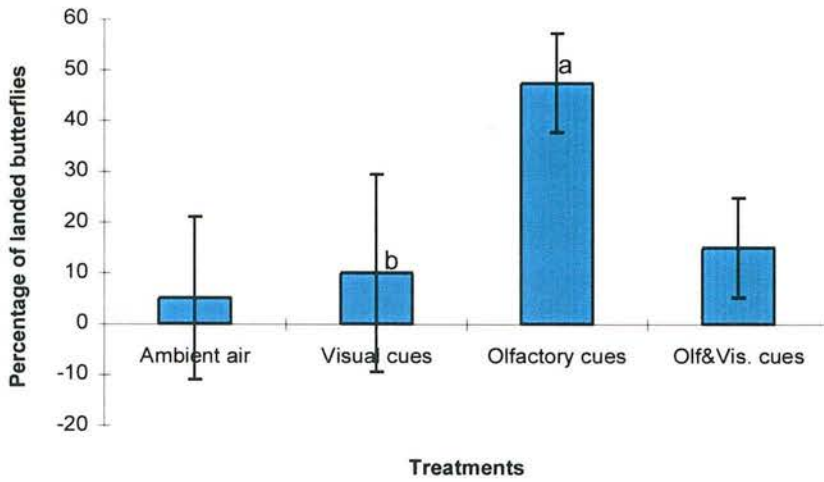 Percentage of landed butterflies
60
50
40
30
20
10
0
-10
-20
a
b
Ambient air
Visual cues
Olfactory cues
Olf&Vis. cues
Treatments